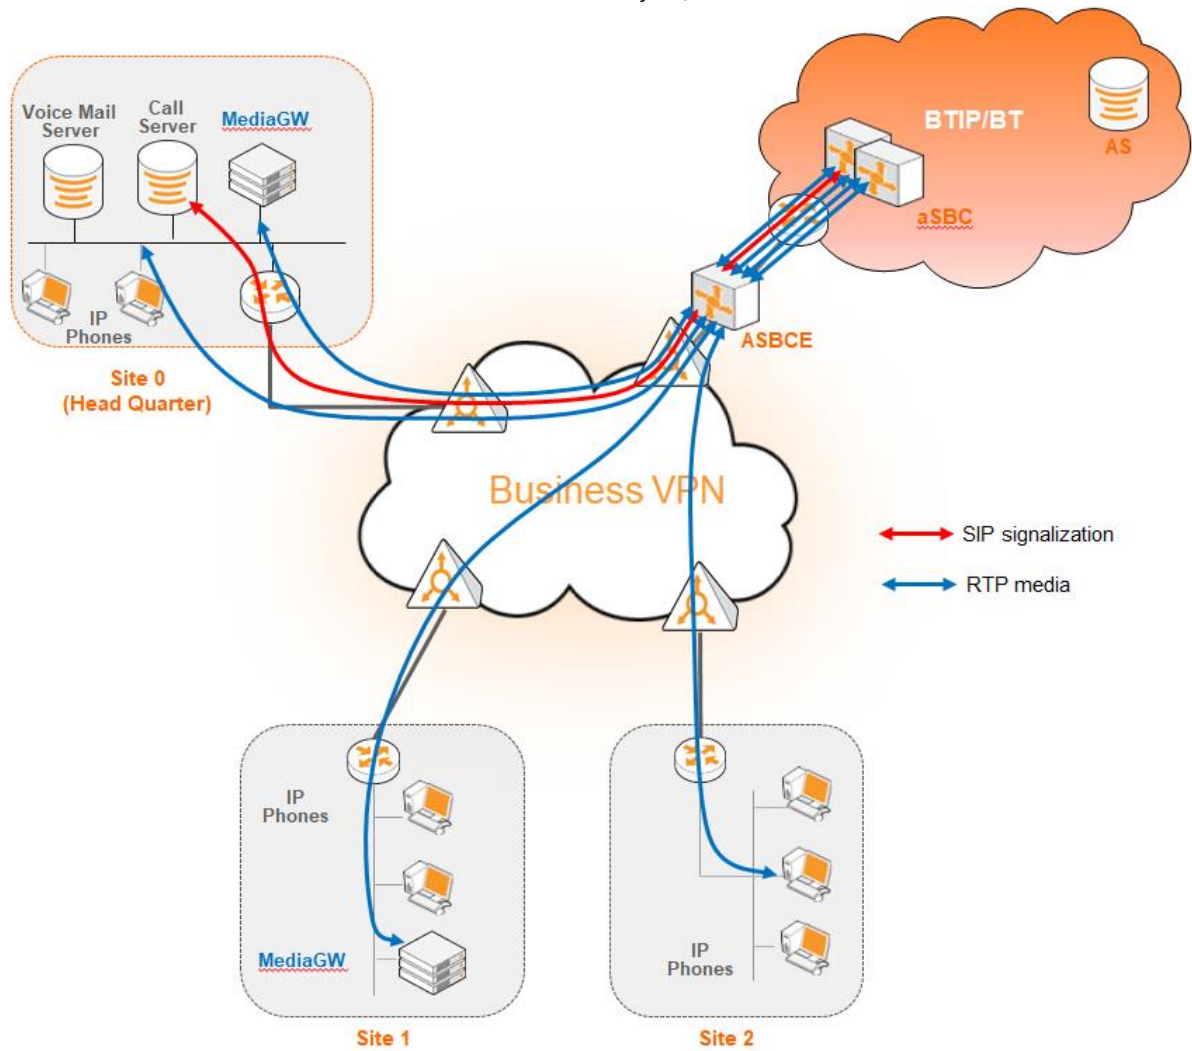 Voice Mail
Server
Call
Server
MediaGW
IP
Phones
Site 0
(Head Quarter)
BTIP/BT
AS
aSBC
ASBCE
Business VPN
SIP signalization
RTP media
IP
Phones
MediaGW
Site 1
IP
Phones
Site 2